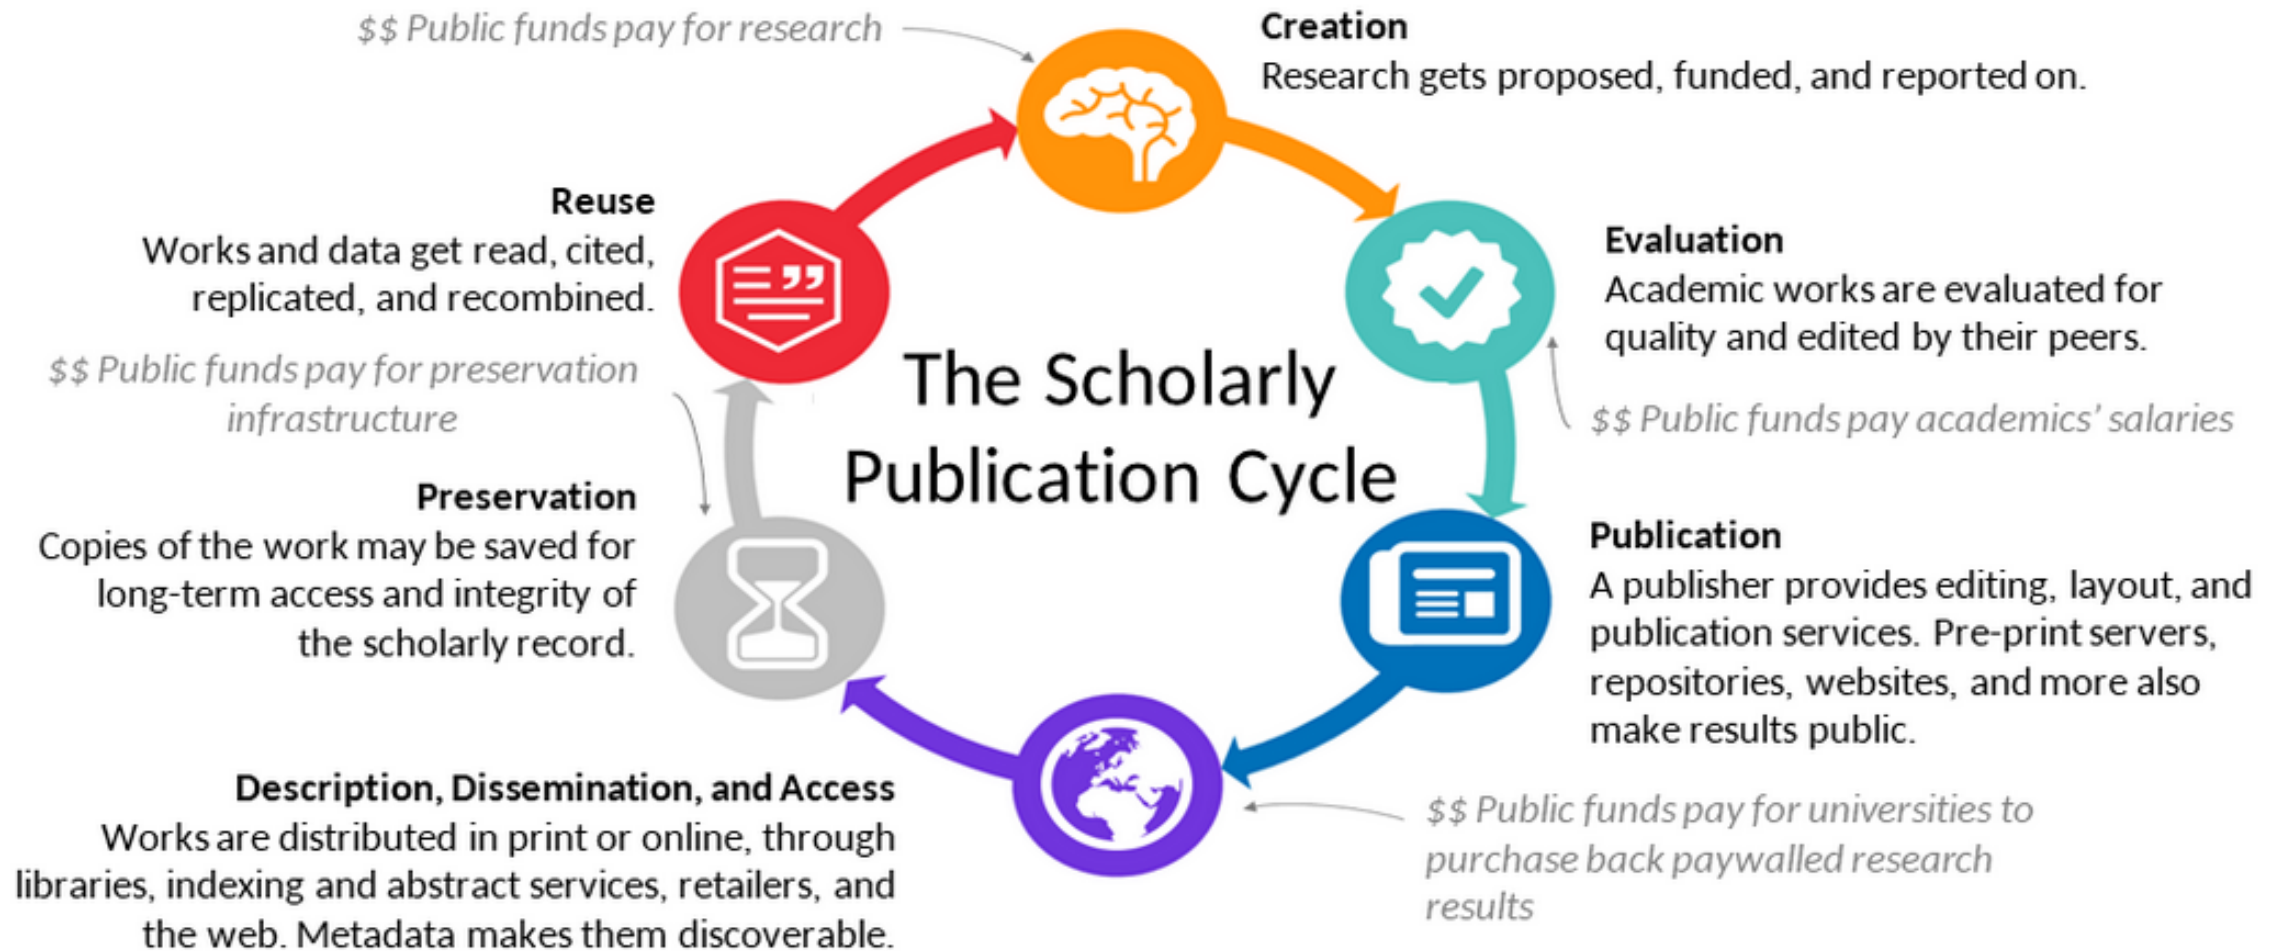 $$ Public funds pay for research
Creation
Research gets proposed, funded, and reported on.
Evaluation
Academic works are evaluated for
quality and edited by their peers.
$$ Public funds pay academics' salaries
Publication
A publisher provides editing, layout, and
publication services. Pre-print servers,
repositories, websites, and more also
make results public.
$$ Public funds pay for universities to
purchase back paywalled research
results
Description, Dissemination, and Access
Works are distributed in print or online, through
libraries, indexing and abstract services, retailers, and
the web. Metadata makes them discoverable.
Preservation
Copies of the work may be saved for
long-term access and integrity of
the scholarly record.
$$ Public funds pay for preservation
infrastructure
Reuse
Works and data get read, cited,
replicated, and recombined.
The Scholarly
Publication Cycle